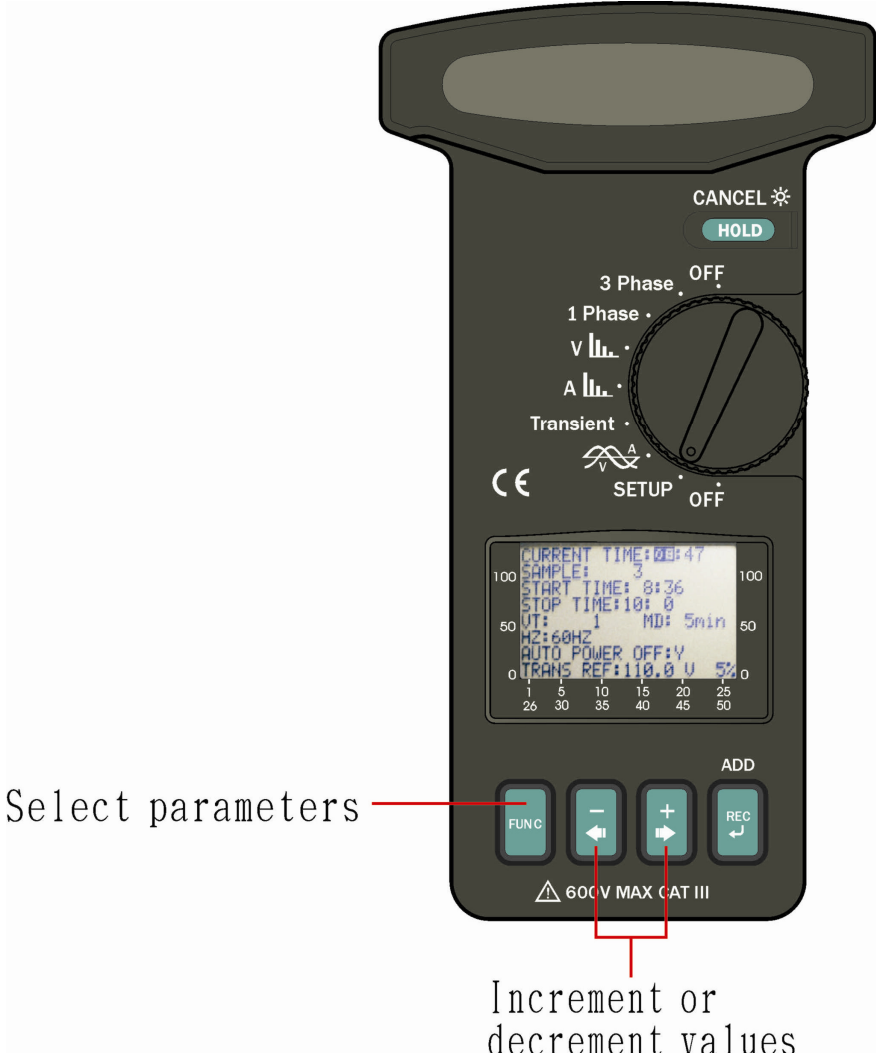 CANCEL
HOLD
OFF
3 Phase
1 Phase
V
A
Transient
A
V
CE
SETUP
OFF
CURRENT TIME:08:47
SAMPLE: 3
START TIME: 8:36
STOP TIME:10: 0
VT: 1 MD: 5min
HZ:60HZ
AUTO POWER OFF:Y
TRANS REF:110.0 V 5%
100
50
0
100
50
0
1 5 10 15 20 25
26 30 35 40 45 50
ADD
FUNC
−
+
REC
600V MAX CAT III
Select parameters
Increment or
decrement values